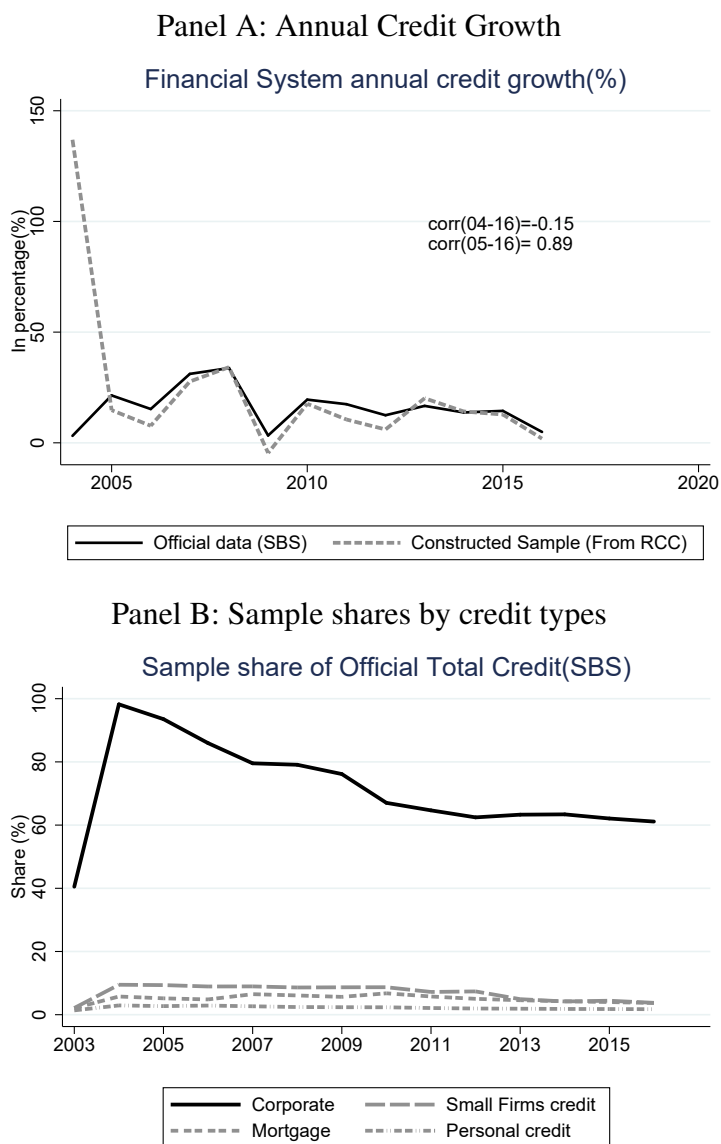 Panel A: Annual Credit Growth
Financial System annual credit growth(%)
150
100
50
0
In percentage(%)
corr(04-16)=-0.15
corr(05-16)= 0.89
2005 2010 2015 2020
Official data (SBS) Constructed Sample (From RCC)
Panel B: Sample shares by credit types
Sample share of Official Total Credit(SBS)
100
80
60
40
20
0
Share (%)
2003 2005 2007 2009 2011 2013 2015
Corporate Small Firms credit
Mortgage Personal credit